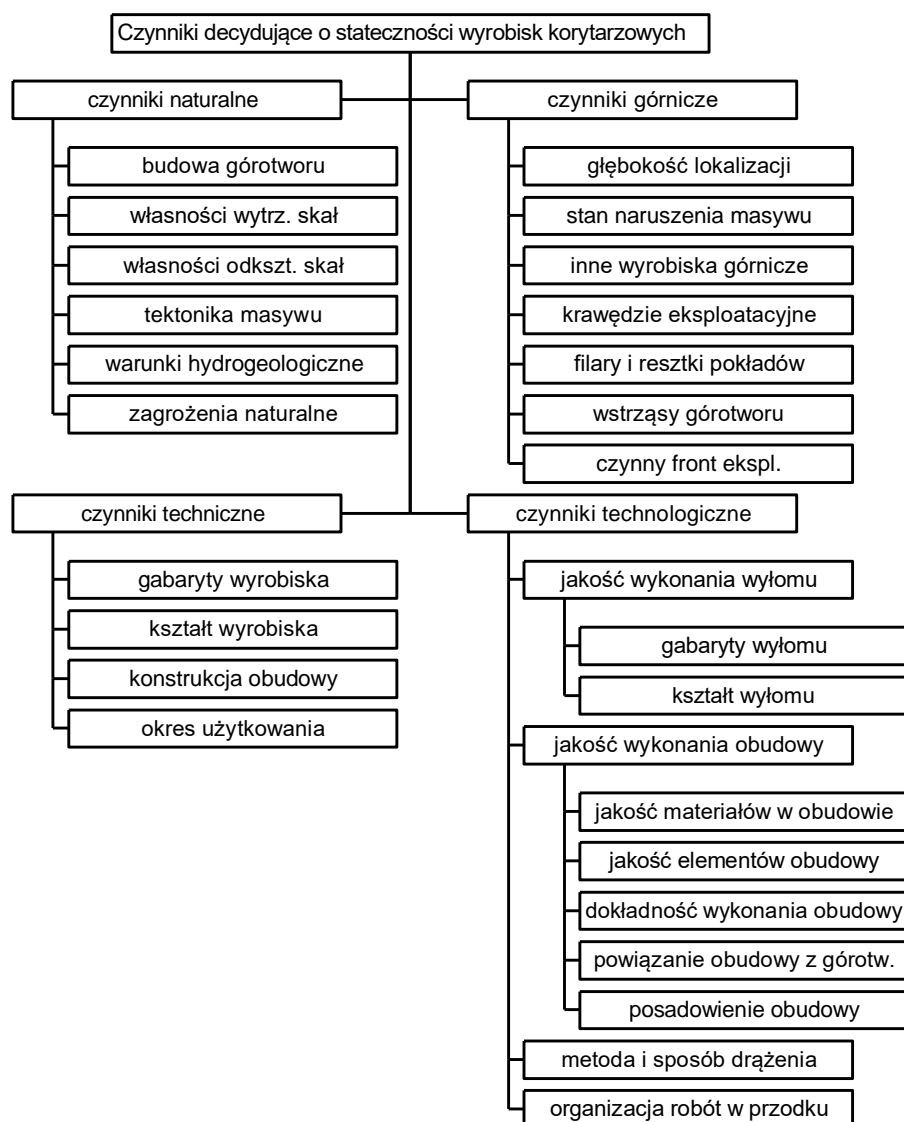 Czynniki decydujące o stateczności wyrobisk korytarzowych
czynniki naturalne
budowa górotworu
własności wytrz. skał
własności odkszt. skał
tektonika masywu
warunki hydrogeologiczne
zagrożenia naturalne
czynniki górnicze
głębokość lokalizacji
stan naruszenia masywu
inne wyrobiska górnicze
krawędzie eksploatacyjne
filary i resztki pokładów
wstrząsy górotworu
czynny front ekspl.
czynniki techniczne
gabaryty wyrobiska
kształt wyrobiska
konstrukcja obudowy
okres użytkowania
czynniki technologiczne
jakość wykonania wyłomu
gabaryty wyłomu
kształt wyłomu
jakość wykonania obudowy
jakość materiałów w obudowie
jakość elementów obudowy
dokładność wykonania obudowy
powiązanie obudowy z górotw.
posadowienie obudowy
metoda i sposób drążenia
organizacja robót w przodku